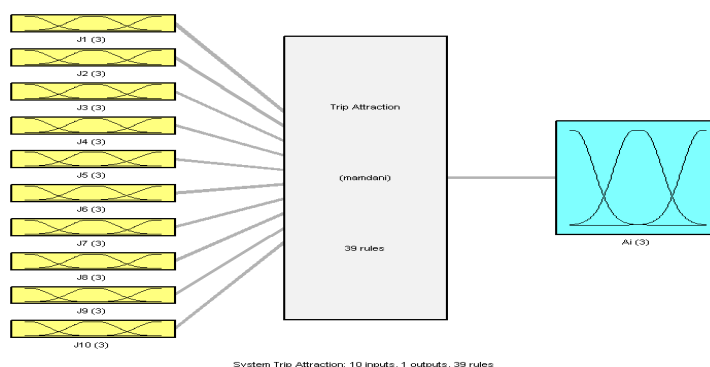 J1 (3)
J2 (3)
J3 (3)
J4 (3)
J5 (3)
J6 (3)
J7 (3)
J8 (3)
J9 (3)
J10 (3)
Trip Attraction
(mamdani)
39 rules
Ai (3)
System Trip Attraction: 10 inputs, 1 outputs, 39 rules